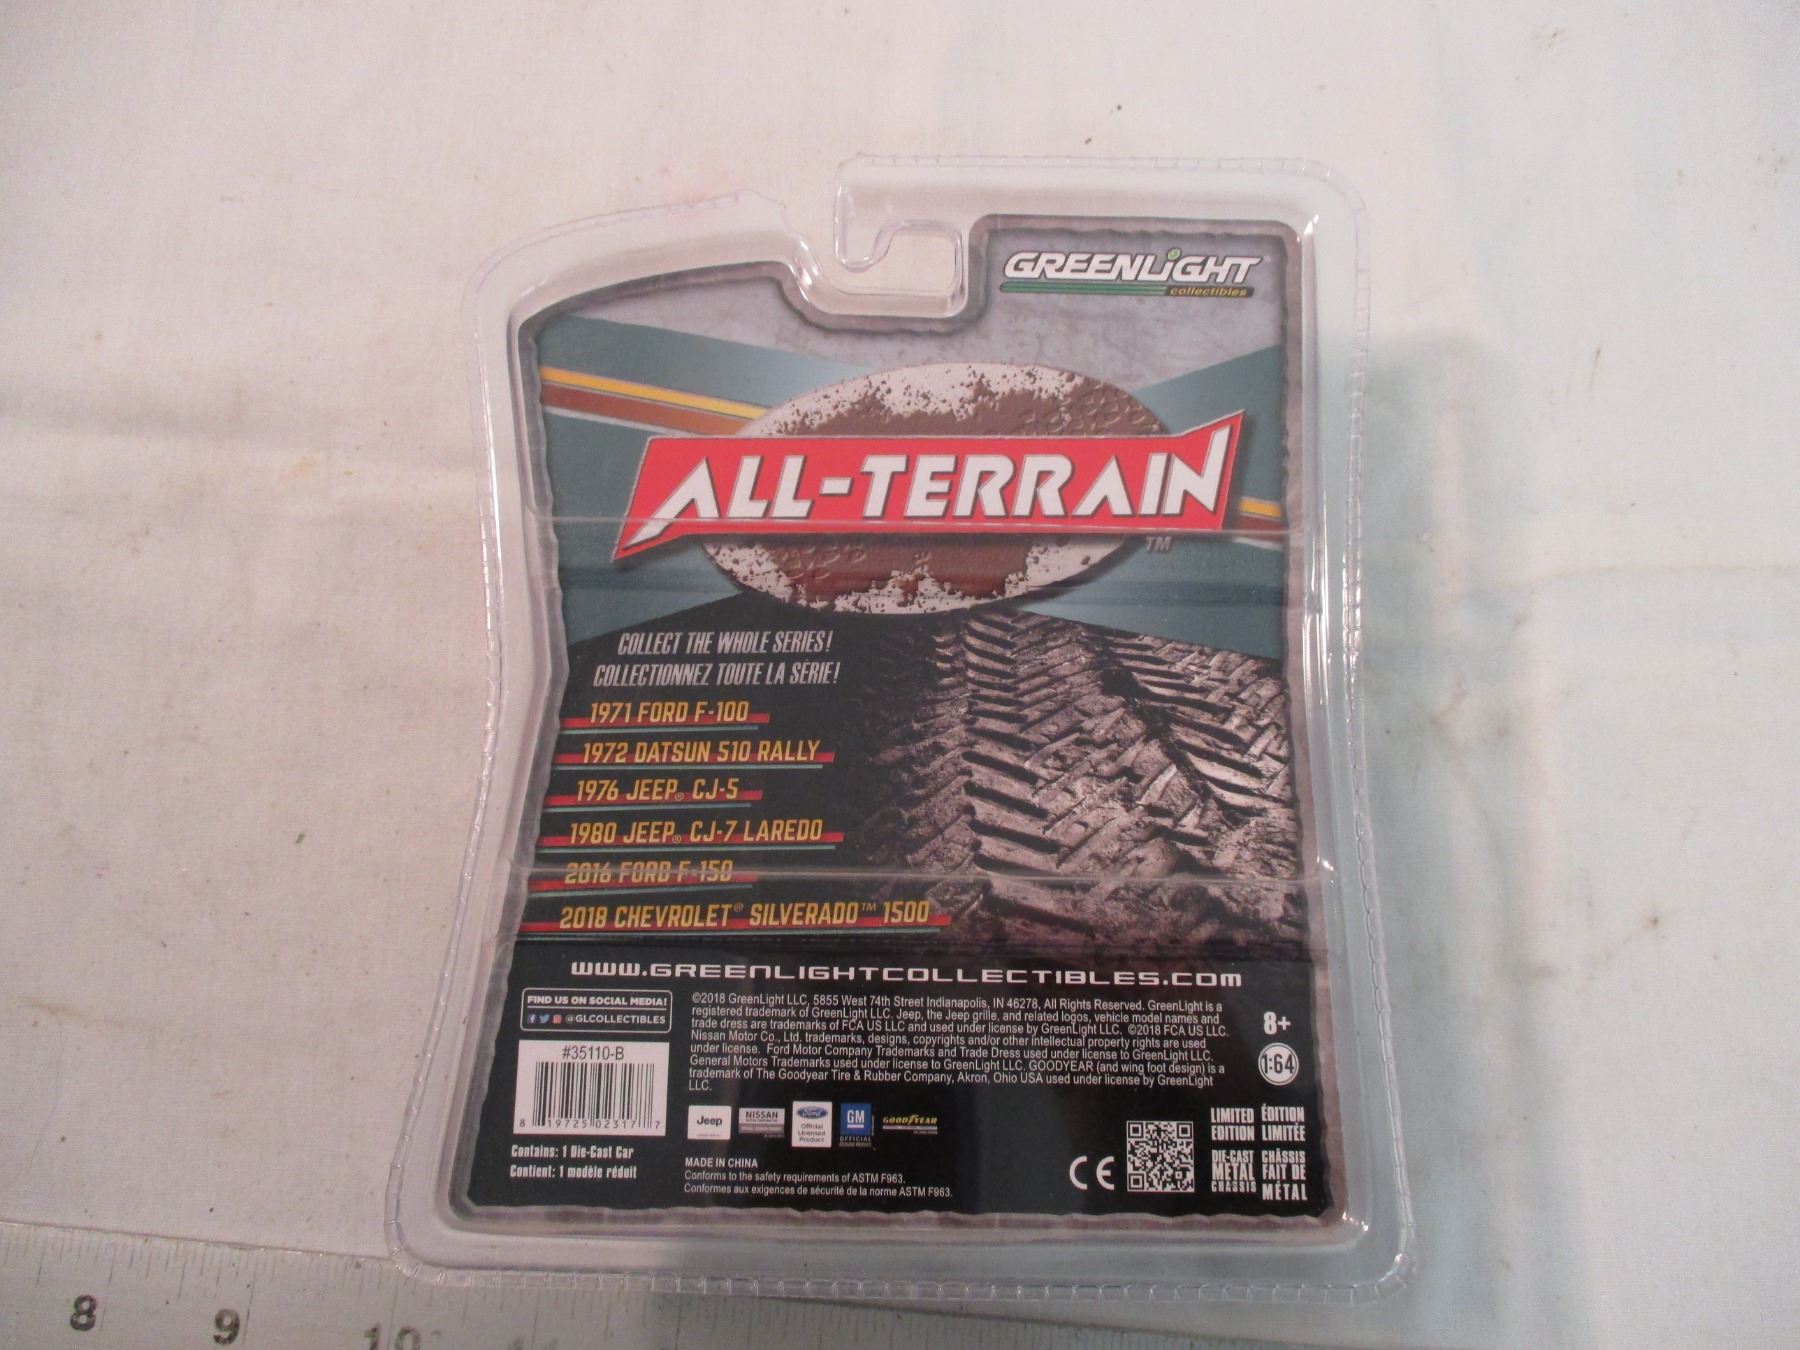 GREENLIGHT
collectibles
ALL-TERRAIN
TM
COLLECT THE WHOLE SERIES!
COLLECTIONNEZ TOUTE LA SÉRIE!
1971 FORD F-100
1972 DATSUN 510 RALLY
1976 JEEP® CJ-5
1980 JEEP® CJ-7 LAREDO
2016 FORD F-150
2018 CHEVROLET® SILVERADO™ 1500
WWW.GREENLIGHTCOLLECTIBLES.COM
FIND US ON SOCIAL MEDIA!
@GLCOLLECTIBLES
©2018 GreenLight LLC, 5855 West 74th Street Indianapolis, IN 46278, All Rights Reserved. GreenLight is a
registered trademark of GreenLight LLC. Jeep, the Jeep grille, and related logos, vehicle model names and
trade dress are trademarks of FCA US LLC and used under license by GreenLight LLC. ©2018 FCA US LLC.
Nissan Motor Co., Ltd. trademarks, designs, copyrights and/or other intellectual property rights are used
under license. Ford Motor Company Trademarks and Trade Dress used under license to GreenLight LLC.
General Motors Trademarks used under license to GreenLight LLC. GOODYEAR (and wing foot design) is a
trademark of The Goodyear Tire & Rubber Company, Akron, Ohio USA used under license by GreenLight
LLC.
8+
1:64
#35110-B
8 19725 02317 7
Contains: 1 Die-Cast Car
Contient: 1 modèle réduit
Jeep
NISSAN
Ford
Official
Licensed
Product
GM
OFFICIAL
GOODYEAR
MADE IN CHINA
Conforms to the safety requirements of ASTM F963.
Conformes aux exigences de sécurité de la norme ASTM F963.
CE
LIMITED
EDITION
ÉDITION
LIMITÉE
DIE-CAST
METAL
CHASSIS
CHÂSSIS
FAIT DE
MÉTAL
8
9
10